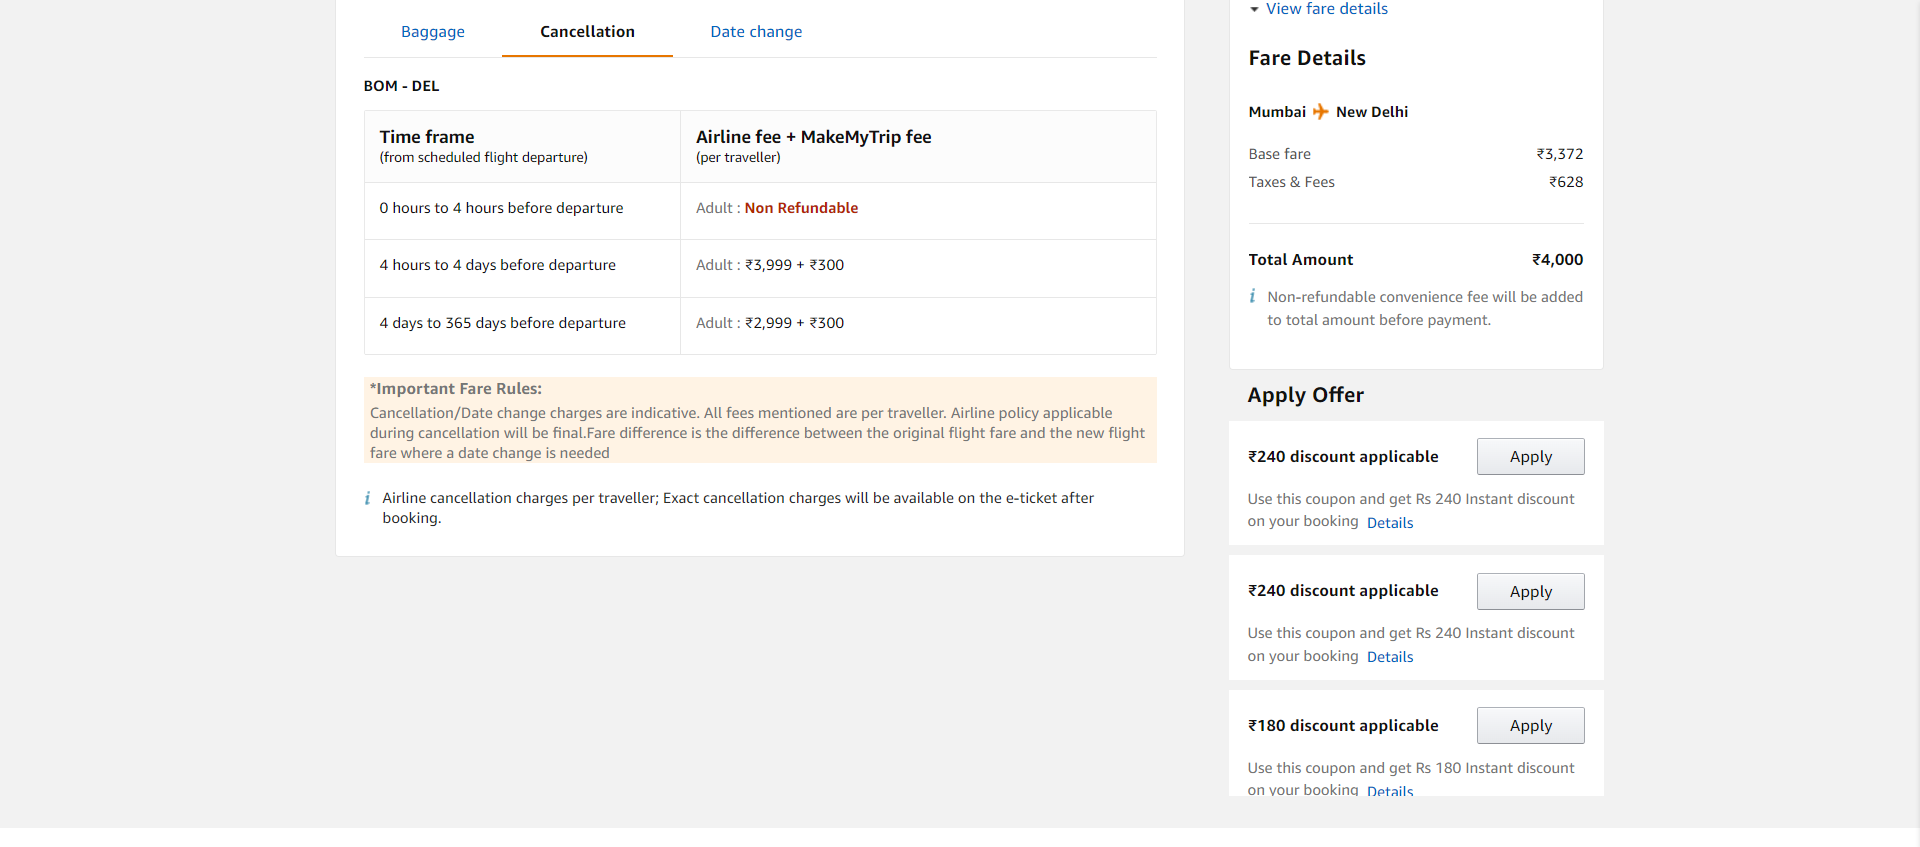 Baggage
Cancellation
Date change
BOM - DEL
Time frame
(from scheduled flight departure)
Airline fee + MakeMyTrip fee
(per traveller)
0 hours to 4 hours before departure
Adult : Non Refundable
4 hours to 4 days before departure
Adult : ₹3,999 + ₹300
4 days to 365 days before departure
Adult : ₹2,999 + ₹300
*Important Fare Rules:
Cancellation/Date change charges are indicative. All fees mentioned are per traveller. Airline policy applicable
during cancellation will be final.Fare difference is the difference between the original flight fare and the new flight
fare where a date change is needed
i Airline cancellation charges per traveller; Exact cancellation charges will be available on the e-ticket after
booking.
View fare details
Fare Details
Mumbai New Delhi
Base fare ₹3,372
Taxes & Fees ₹628
Total Amount ₹4,000
i Non-refundable convenience fee will be added
to total amount before payment.
Apply Offer
₹240 discount applicable
Apply
Use this coupon and get Rs 240 Instant discount
on your booking Details
₹240 discount applicable
Apply
Use this coupon and get Rs 240 Instant discount
on your booking Details
₹180 discount applicable
Apply
Use this coupon and get Rs 180 Instant discount
on your booking Details